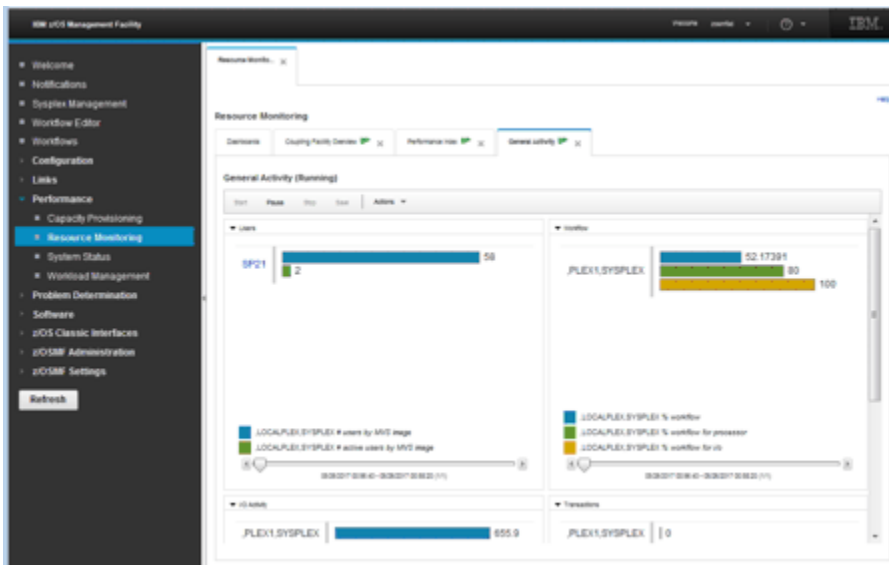 IBM z/OS Management Facility
IBM.
Welcome
Notifications
Sysplex Management
Workflow Editor
Workflows
Configuration
Links
Performance
Capacity Provisioning
Resource Monitoring
System Status
Workload Management
Problem Determination
Software
z/OS Classic Interfaces
z/OSMF Administration
z/OSMF Settings
Refresh
Resource Monito...
Resource Monitoring
Dashboards
Coupling Facility Overview
Performance Index
General Activity
General Activity (Running)
Start Pause Stop Save Actions
Users
SP21
58
2
.LOCALPLEX,SYSPLEX # users by MVS image
.LOCALPLEX,SYSPLEX # active users by MVS image
Workflow
,PLEX1,SYSPLEX
52.17391
80
100
.LOCALPLEX,SYSPLEX % workflow
.LOCALPLEX,SYSPLEX % workflow for processor
.LOCALPLEX,SYSPLEX % workflow for i/o
I/O Activity
,PLEX1,SYSPLEX
655.9
Transactions
,PLEX1,SYSPLEX
0